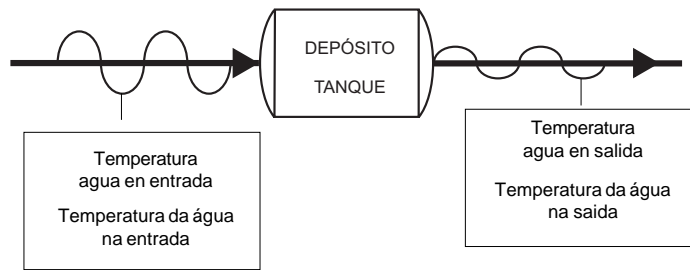 DEPÓSITO
TANQUE
Temperatura
agua en entrada
Temperatura da água
na entrada
Temperatura
agua en salida
Temperatura da água
na saida